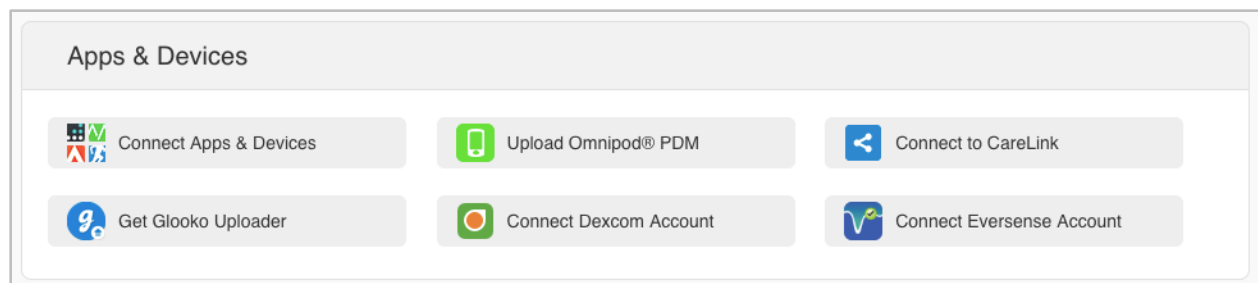 Apps & Devices
Connect Apps & Devices
Upload Omnipod® PDM
Connect to CareLink
Get Glooko Uploader
Connect Dexcom Account
Connect Eversense Account